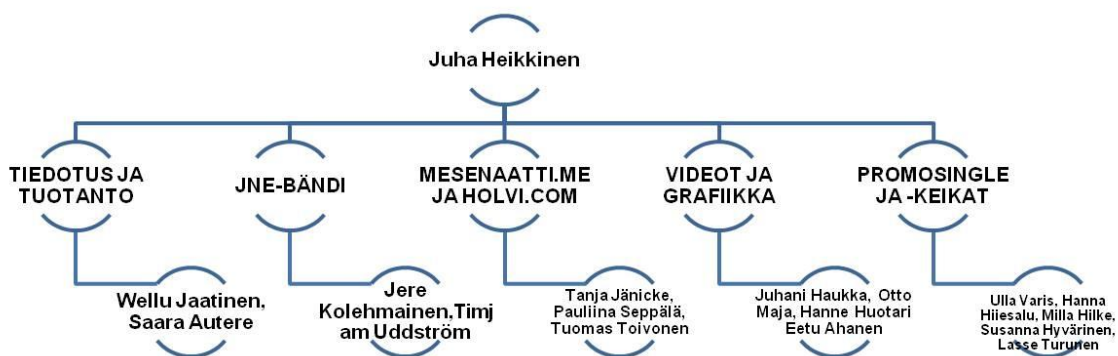 Juha Heikkinen
TIEDOTUS JA
TUOTANTO
JNE-BÄNDI
MESENAATTI.ME
JA HOLVI.COM
VIDEOT JA
GRAFIIKKA
PROMOSINGLE
JA -KEIKAT
Wellu Jaatinen,
Saara Autere
Jere
Kolehmainen,Timj
am Uddström
Tanja Jänicke,
Pauliina Seppälä,
Tuomas Toivonen
Juhani Haukka, Otto
Maja, Hanne Huotari
Eetu Ahanen
Ulla Varis, Hanna
Hiiesalu, Milla Hilke,
Susanna Hyvärinen,
Lasse Turunen